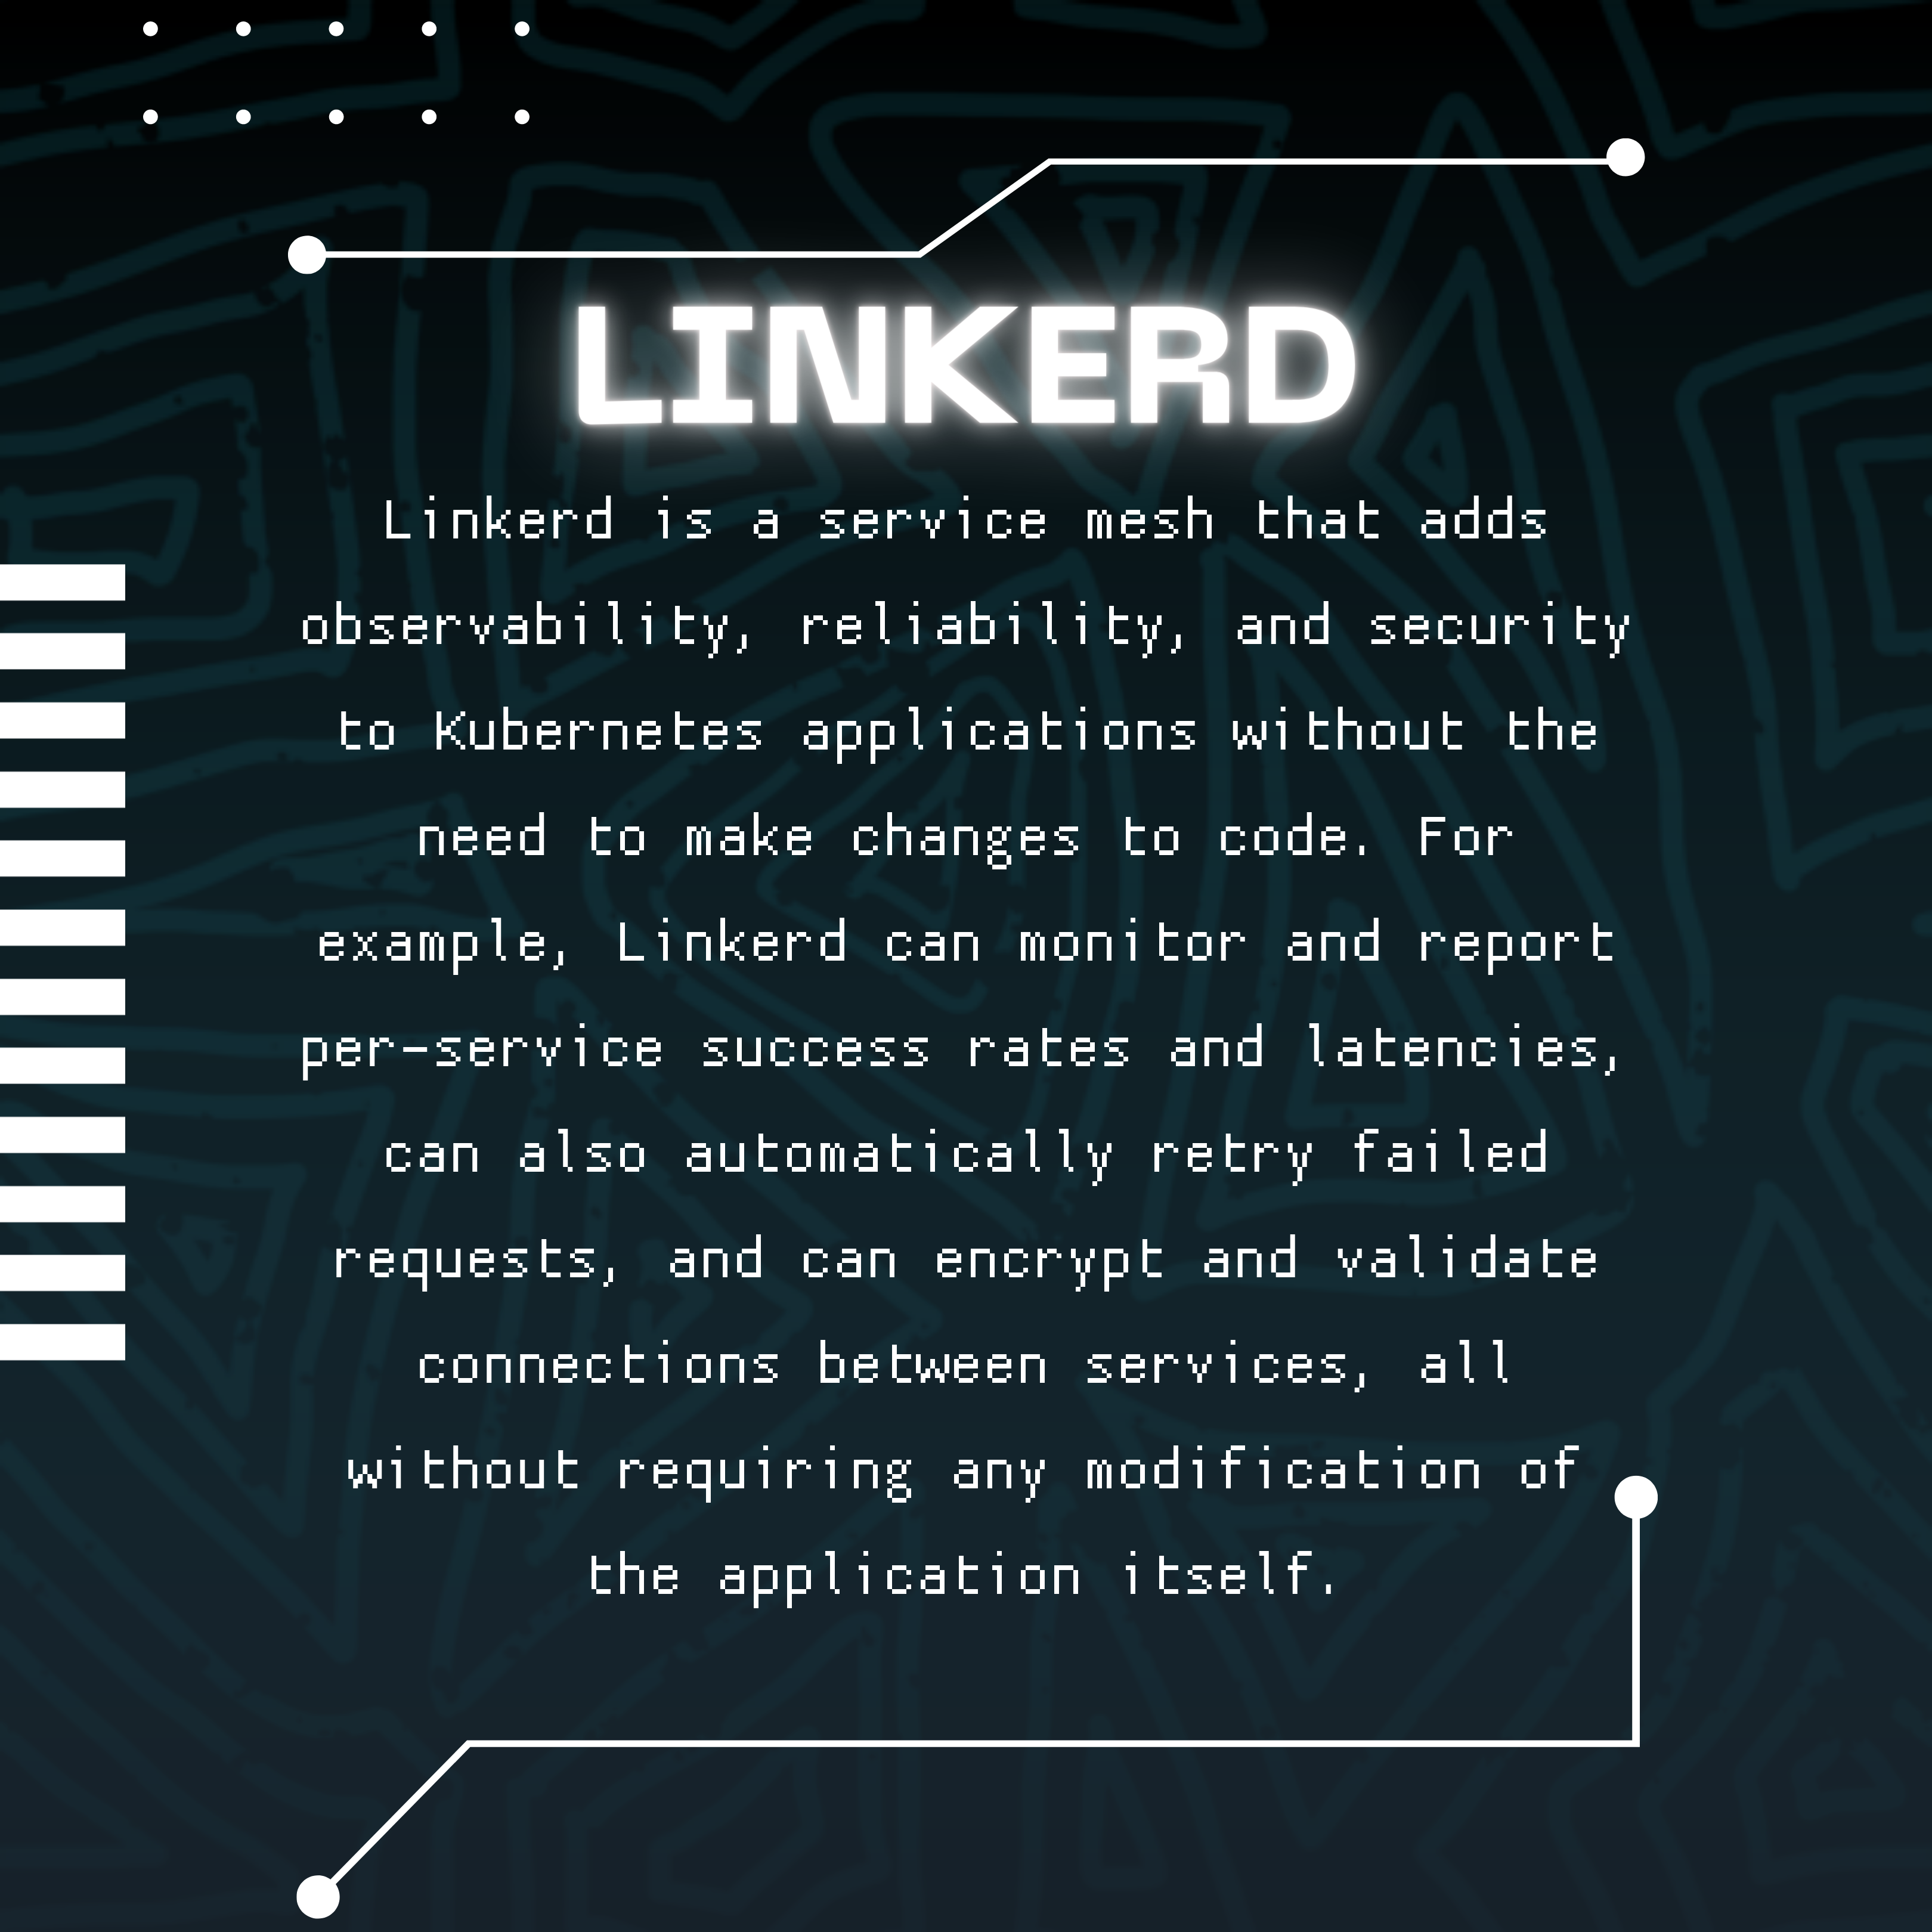 LINKERD
Linkerd is a service mesh that adds
observability, reliability, and security
to Kubernetes applications without the
need to make changes to code. For
example, Linkerd can monitor and report
per-service success rates and latencies,
can also automatically retry failed
requests, and can encrypt and validate
connections between services, all
without requiring any modification of
the application itself.